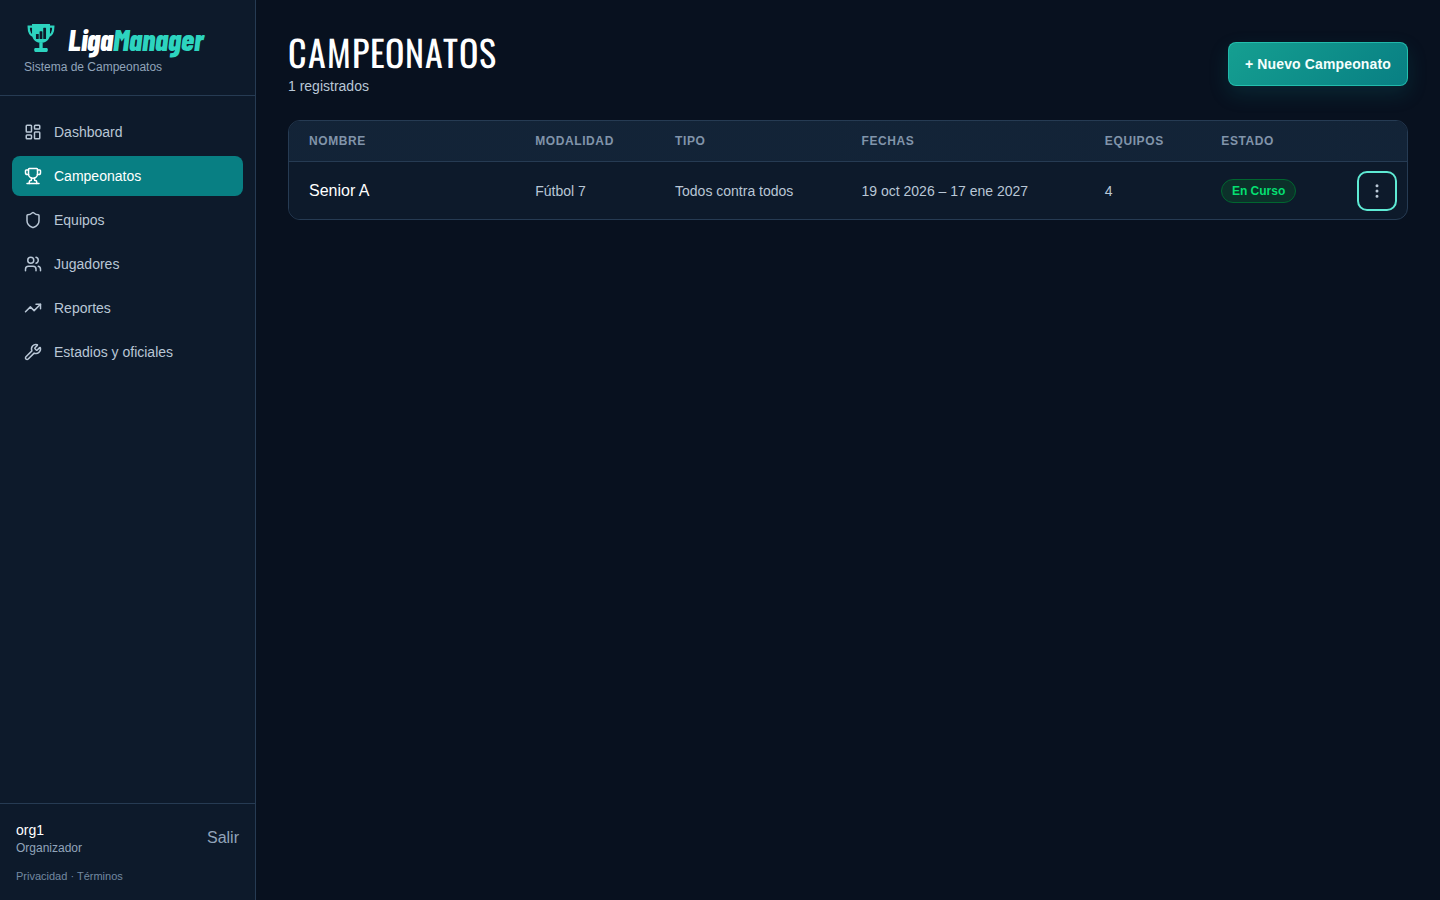 LigaManager
Sistema de Campeonatos
Dashboard
Campeonatos
Equipos
Jugadores
Reportes
Estadios y oficiales
org1
Organizador
Salir
Privacidad · Términos
CAMPEONATOS
1 registrados
+ Nuevo Campeonato
NOMBRE MODALIDAD TIPO FECHAS EQUIPOS ESTADO
Senior A Fútbol 7 Todos contra todos 19 oct 2026 – 17 ene 2027 4 En Curso